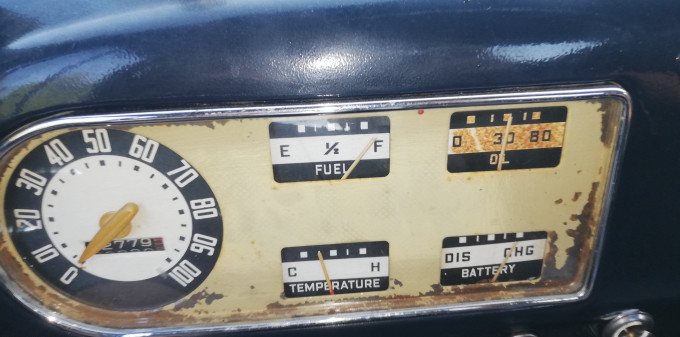 0 10 20 30 40 50 60 70 80 90 100
2779
E 1/2 F
FUEL
0 30 80
OIL
C H
TEMPERATURE
DIS CHG
BATTERY